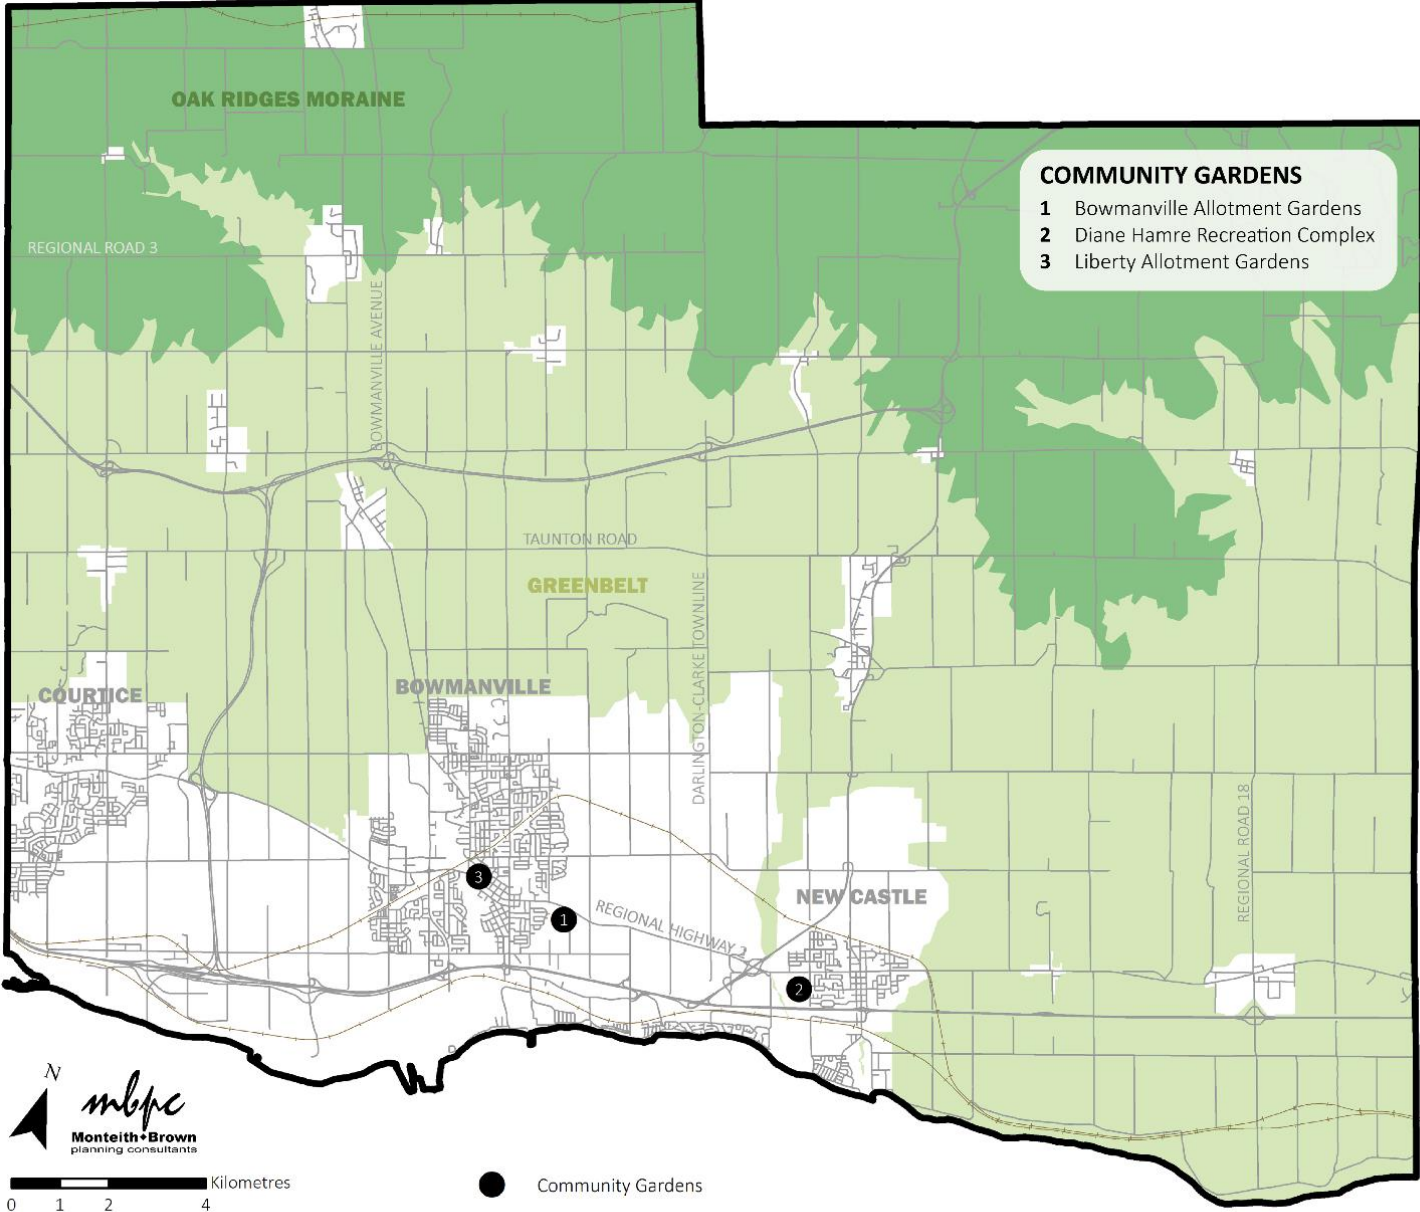 OAK RIDGES MORAINE
COMMUNITY GARDENS
1 Bowmanville Allotment Gardens
2 Diane Hamre Recreation Complex
3 Liberty Allotment Gardens
REGIONAL ROAD 3
BOWMANVILLE AVENUE
TAUNTON ROAD
GREENBELT
DARLINGTON-CLARKE TOWNLINE
COURTICE
BOWMANVILLE
REGIONAL ROAD 18
3
NEW CASTLE
1
REGIONAL HIGHWAY 2
2
N
mbpc
Monteith+Brown
planning consultants
Kilometres
0 1 2 4
Community Gardens